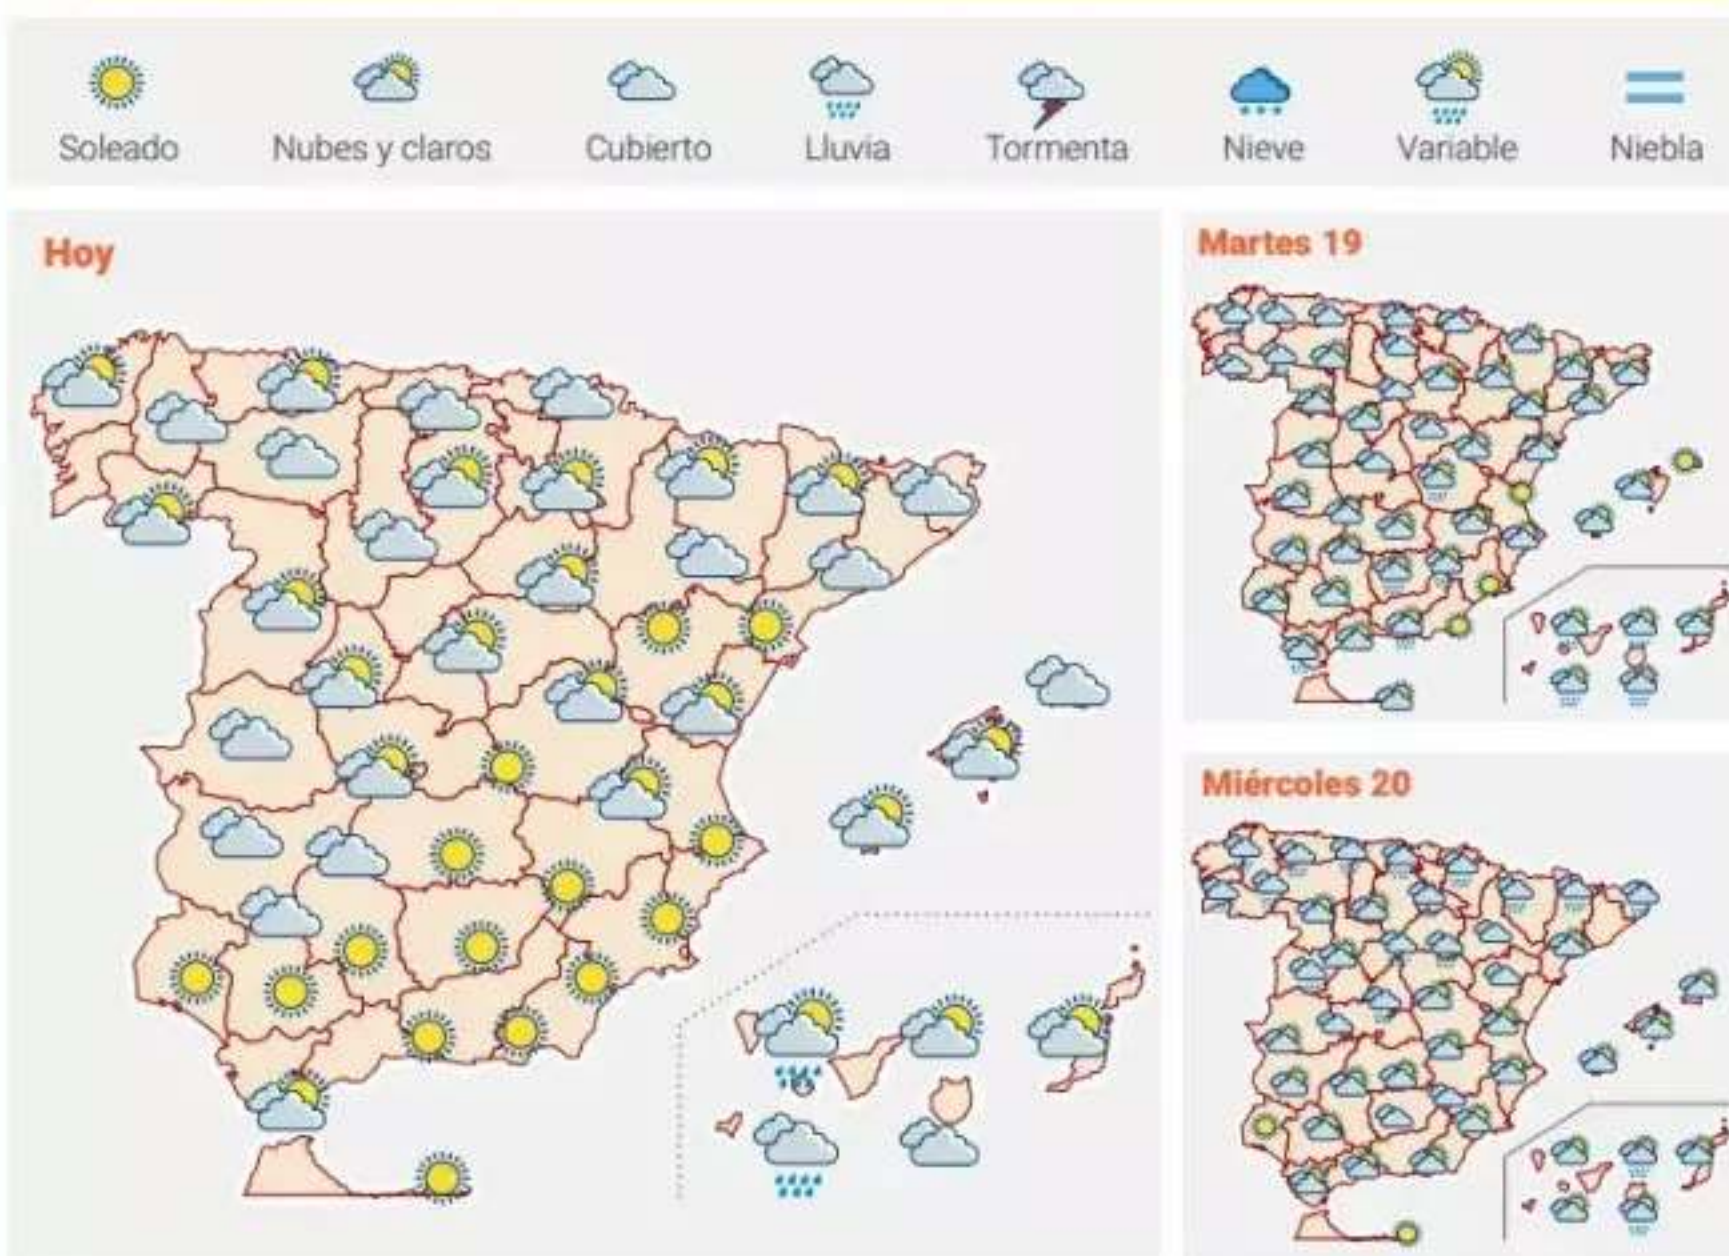 Soleado
Nubes y claros
Cubierto
Lluvia
Tormenta
Nieve
Variable
Niebla
Hoy
Martes 19
Miércoles 20